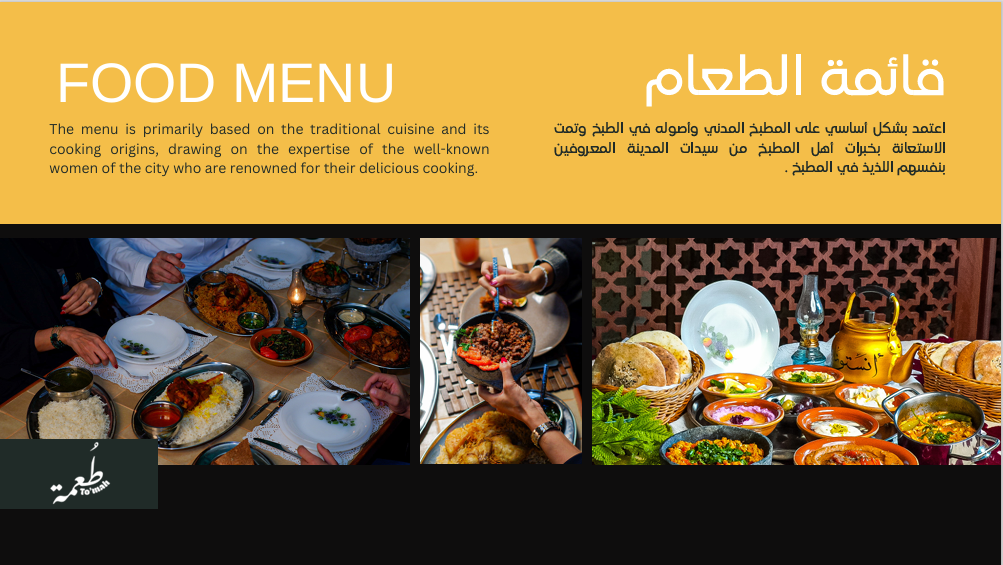 FOOD MENU
The menu is primarily based on the traditional cuisine and its
cooking origins, drawing on the expertise of the well-known
women of the city who are renowned for their delicious cooking.
قائمة الطعام
اعتمد بشكل أساسي على المطبخ المدني وأصوله في الطبخ وتمت
الاستعانة بخبرات أهل المطبخ من سيدات المدينة المعروفين
بنفسهم اللذيذ في المطبخ .
طُعمة
To'mah